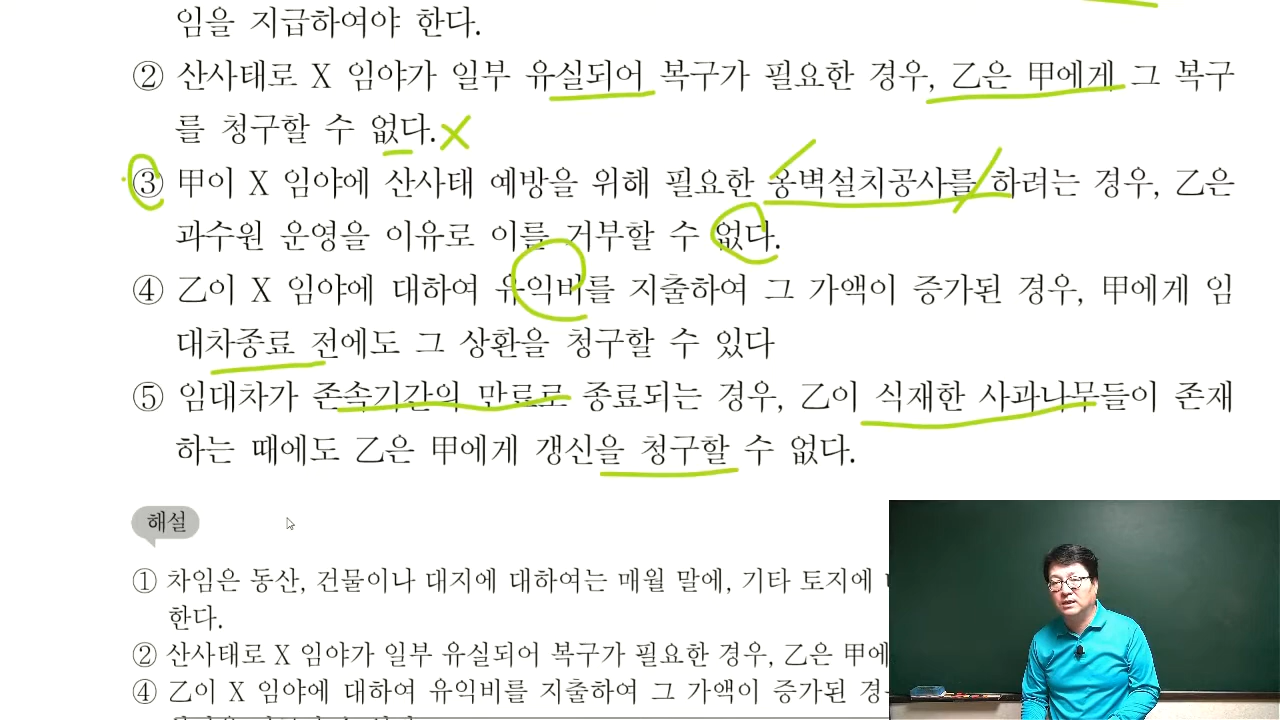 임을 지급하여야 한다.
② 산사태로 X 임야가 일부 유실되어 복구가 필요한 경우, 乙은 甲에게 그 복구
를 청구할 수 없다.
③ 甲이 X 임야에 산사태 예방을 위해 필요한 옹벽설치공사를 하려는 경우, 乙은
과수원 운영을 이유로 이를 거부할 수 없다.
④ 乙이 X 임야에 대하여 유익비를 지출하여 그 가액이 증가된 경우, 甲에게 임
대차종료 전에도 그 상환을 청구할 수 있다
⑤ 임대차가 존속기간의 만료로 종료되는 경우, 乙이 식재한 사과나무들이 존재
하는 때에도 乙은 甲에게 갱신을 청구할 수 없다.
해설
① 차임은 동산, 건물이나 대지에 대하여는 매월 말에, 기타 토지에
한다.
② 산사태로 X 임야가 일부 유실되어 복구가 필요한 경우, 乙은 甲에
④ 乙이 X 임야에 대하여 유익비를 지출하여 그 가액이 증가된